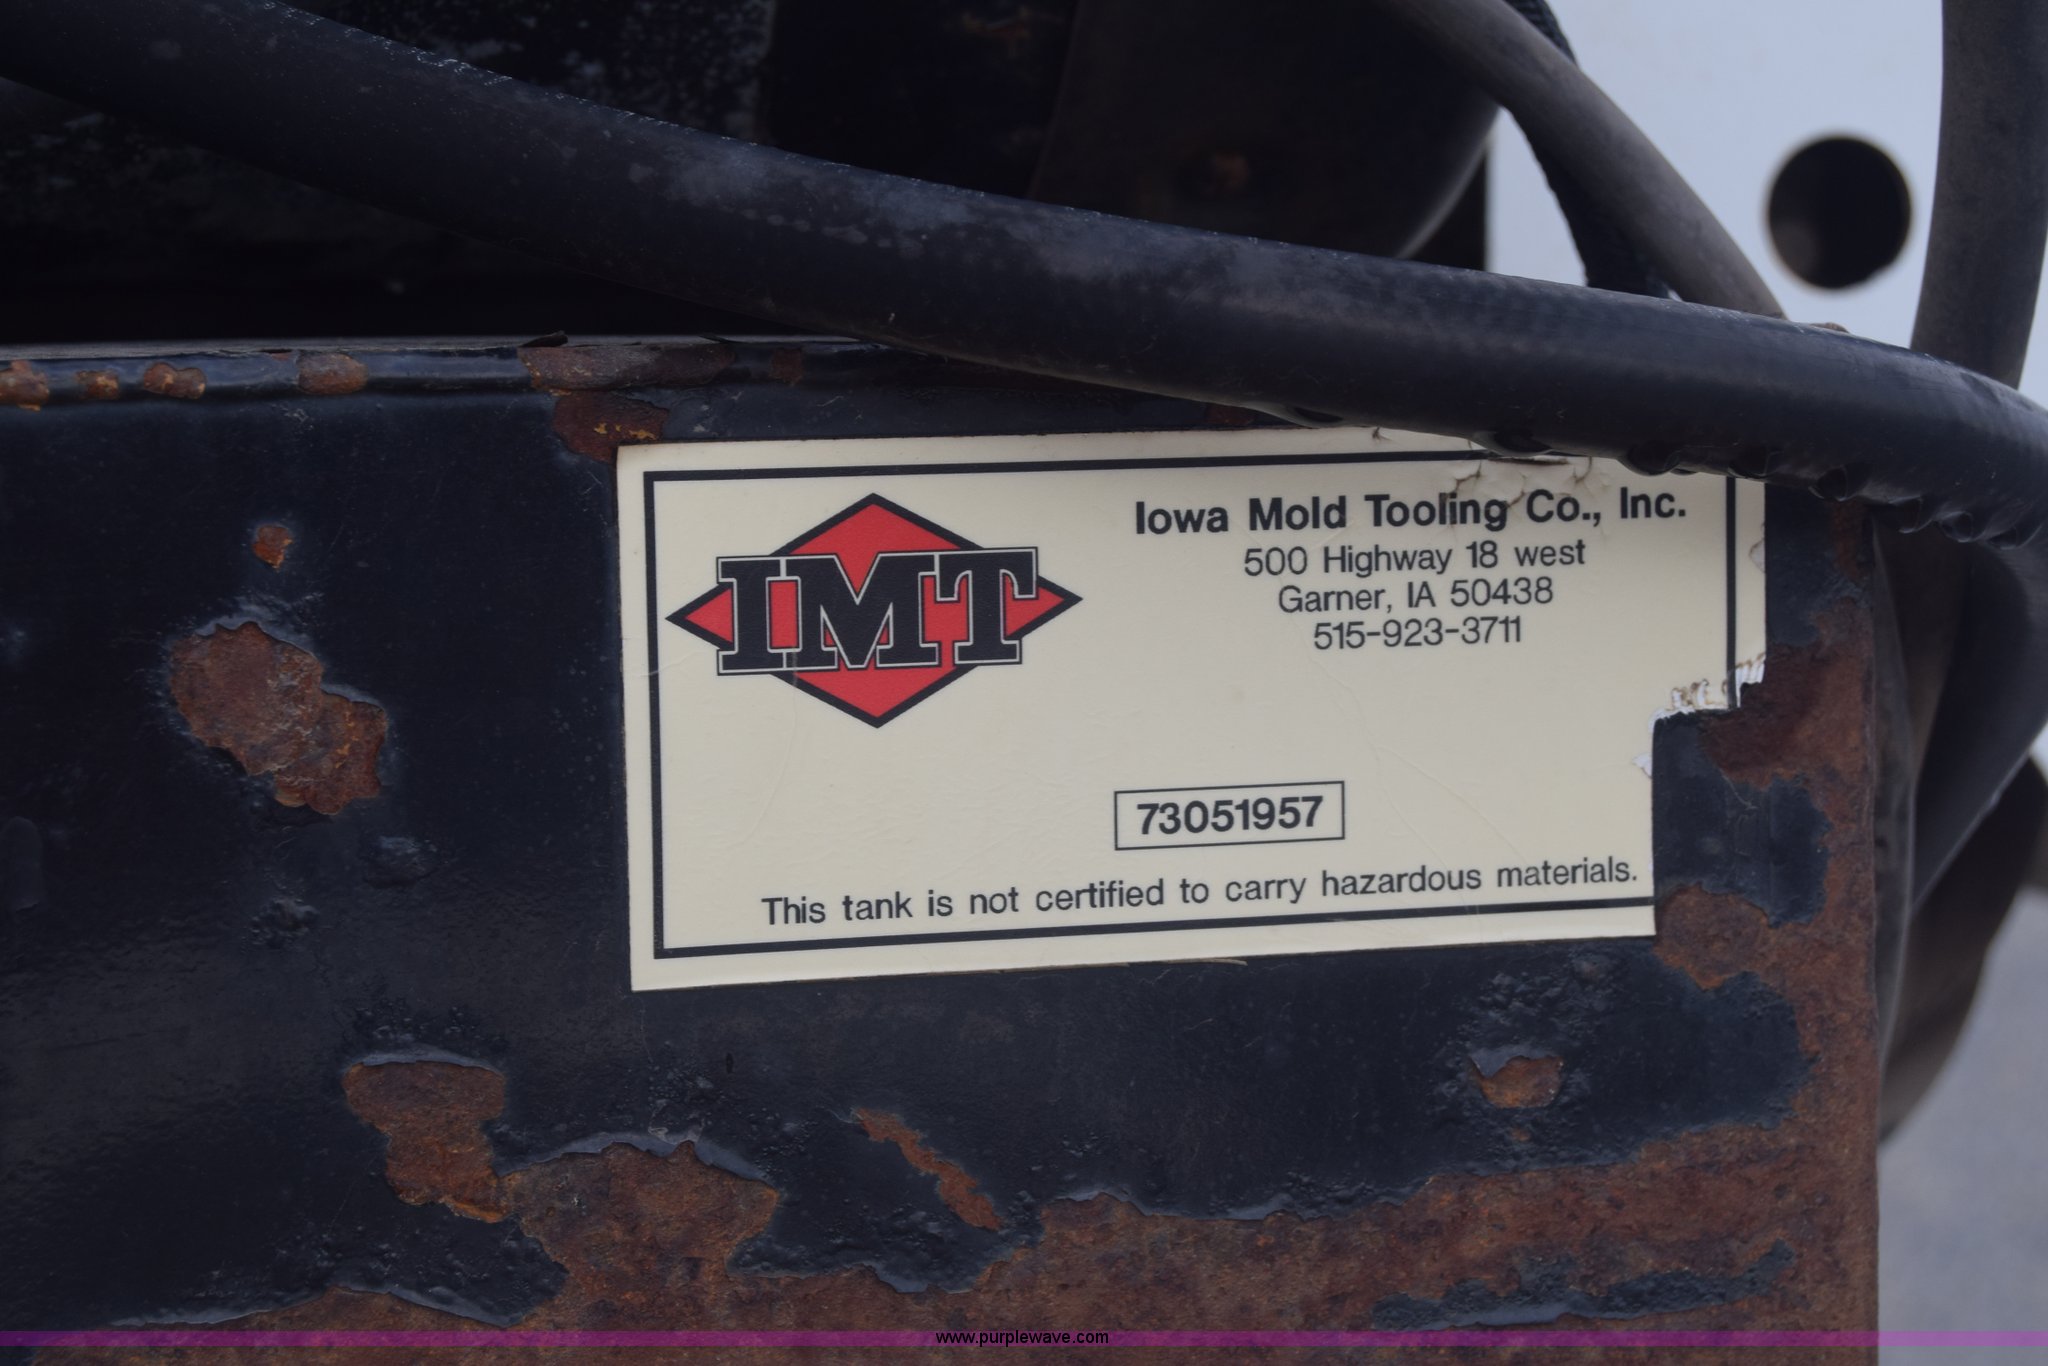 IMT
Iowa Mold Tooling Co., Inc.
500 Highway 18 west
Garner, IA 50438
515-923-3711
73051957
This tank is not certified to carry hazardous materials.
www.purplewave.com